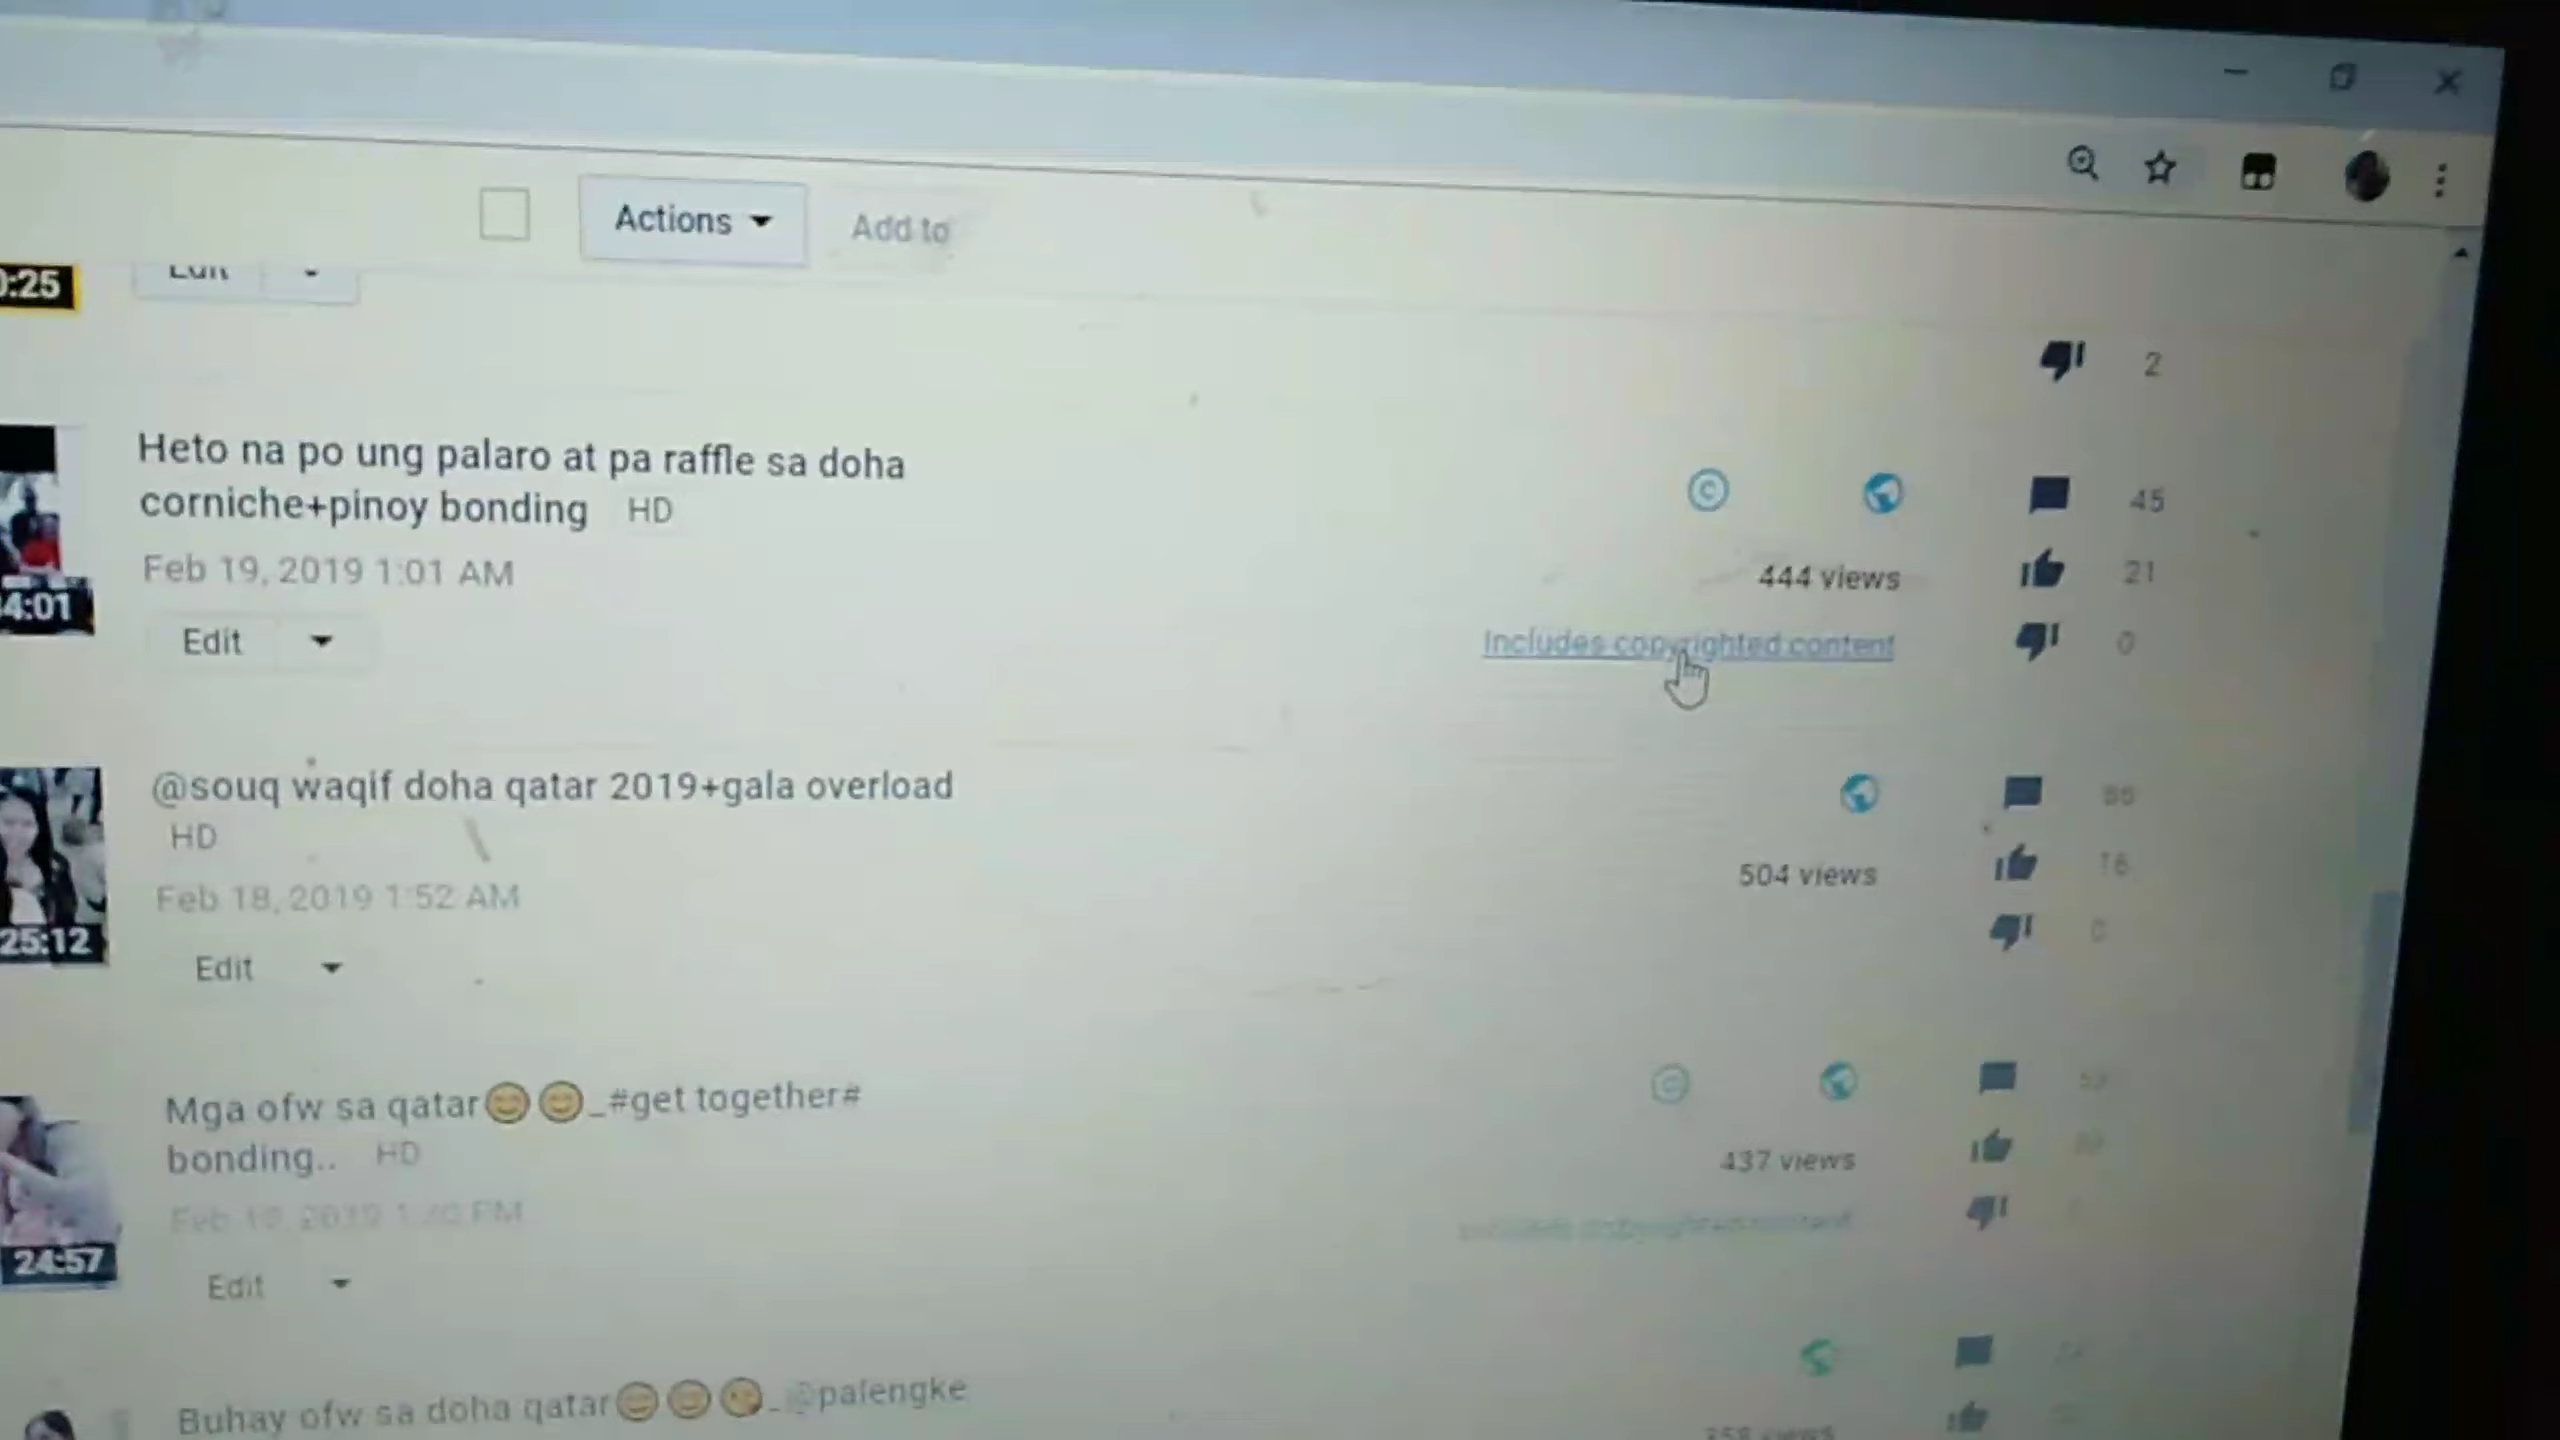 Actions
Add to
0:25
Edit
2
Heto na po ung palaro at pa raffle sa doha
corniche+pinoy bonding HD
45
Feb 19, 2019 1:01 AM
444 views
21
4:01
Edit
Includes copyrighted content
0
@souq waqif doha qatar 2019+gala overload
HD
504 views
16
Feb 18, 2019 1:52 AM
0
25:12
Edit
Mga ofw sa qatar😊😊_#get together#
bonding.. HD
437 views
24:57
Edit
Includes copyrighted content
Buhay ofw sa doha qatar😊😊😘_@palengke
views